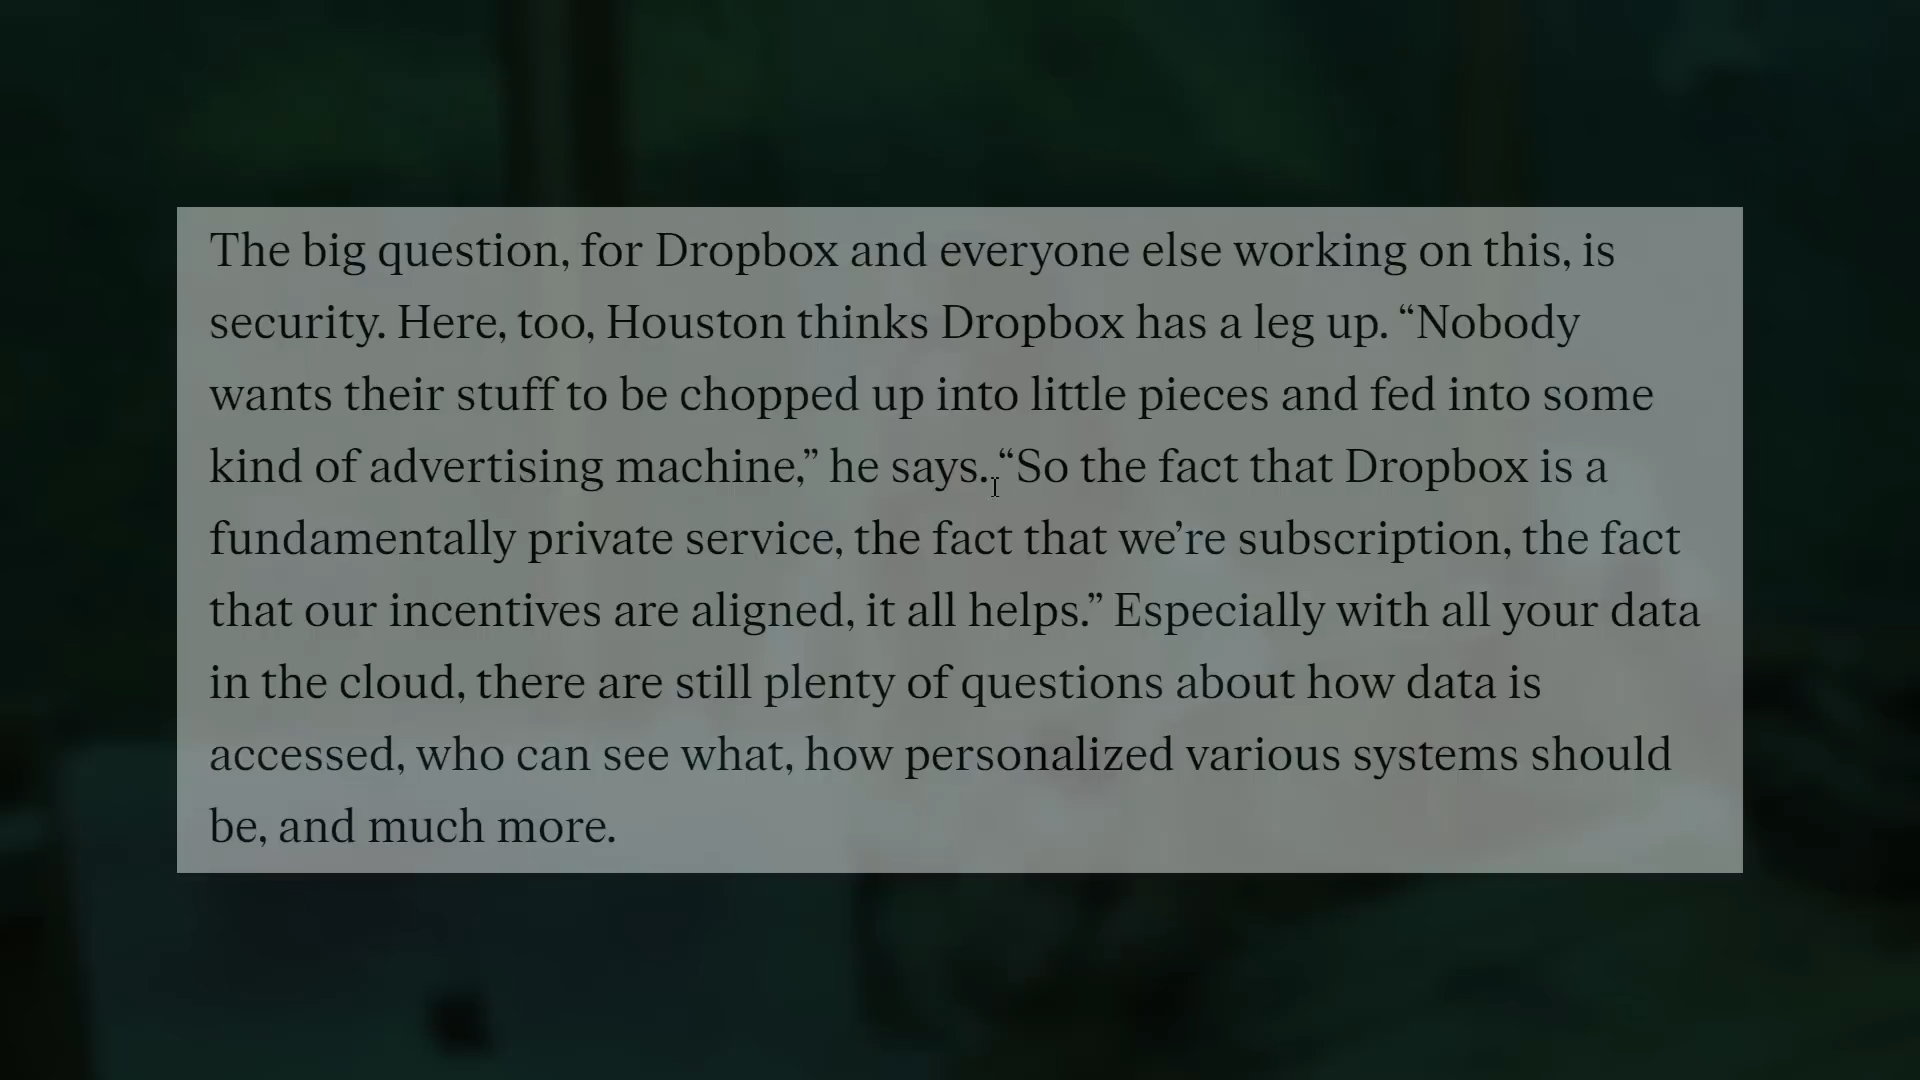 The big question, for Dropbox and everyone else working on this, is
security. Here, too, Houston thinks Dropbox has a leg up. “Nobody
wants their stuff to be chopped up into little pieces and fed into some
kind of advertising machine,” he says. “So the fact that Dropbox is a
fundamentally private service, the fact that we’re subscription, the fact
that our incentives are aligned, it all helps.” Especially with all your data
in the cloud, there are still plenty of questions about how data is
accessed, who can see what, how personalized various systems should
be, and much more.